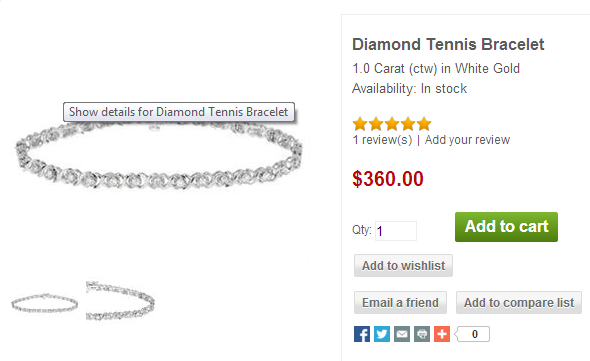 Show details for Diamond Tennis Bracelet
Diamond Tennis Bracelet
1.0 Carat (ctw) in White Gold
Availability: In stock
1 review(s) | Add your review
$360.00
Qty: 1
Add to cart
Add to wishlist
Email a friend
Add to compare list
0